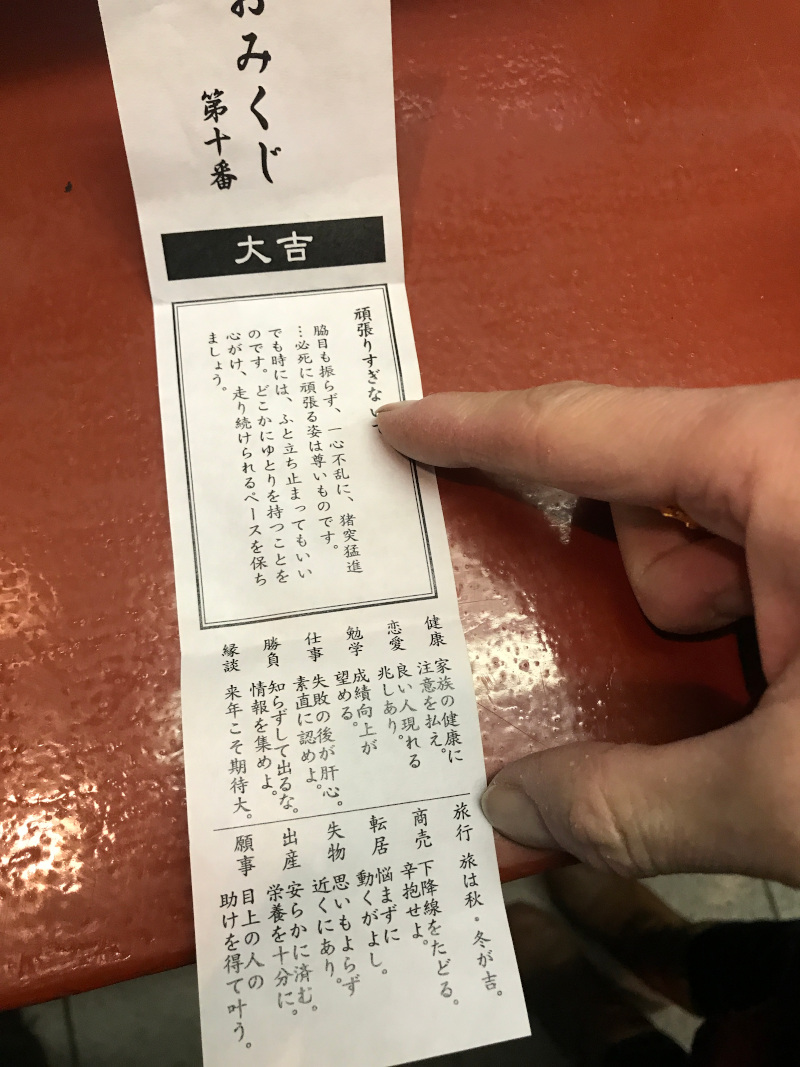 おみくじ
第十番
大吉
頑張りすぎない
脇目も振らず、一心不乱に、猪突猛進
…必死に頑張る姿は尊いものです。
でも時には、ふと立ち止まってもいい
のです。どこかにゆとりを持つことを
心がけ、走り続けられるペースを保ち
ましょう。
健康 家族の健康に
注意を払え。
恋愛 良い人現れる
兆しあり。
勉学 成績向上が
望める。
仕事 失敗の後が肝心。
素直に認めよ。
勝負 知らずして出るな。
情報を集めよ。
縁談 来年こそ期待大。
旅行 旅は秋・冬が吉。
商売 下降線をたどる。
辛抱せよ。
転居 悩まずに
動くがよし。
失物 思いもよらず
近くにあり。
出産 安らかに済む。
栄養を十分に。
願事 目上の人の
助けを得て叶う。